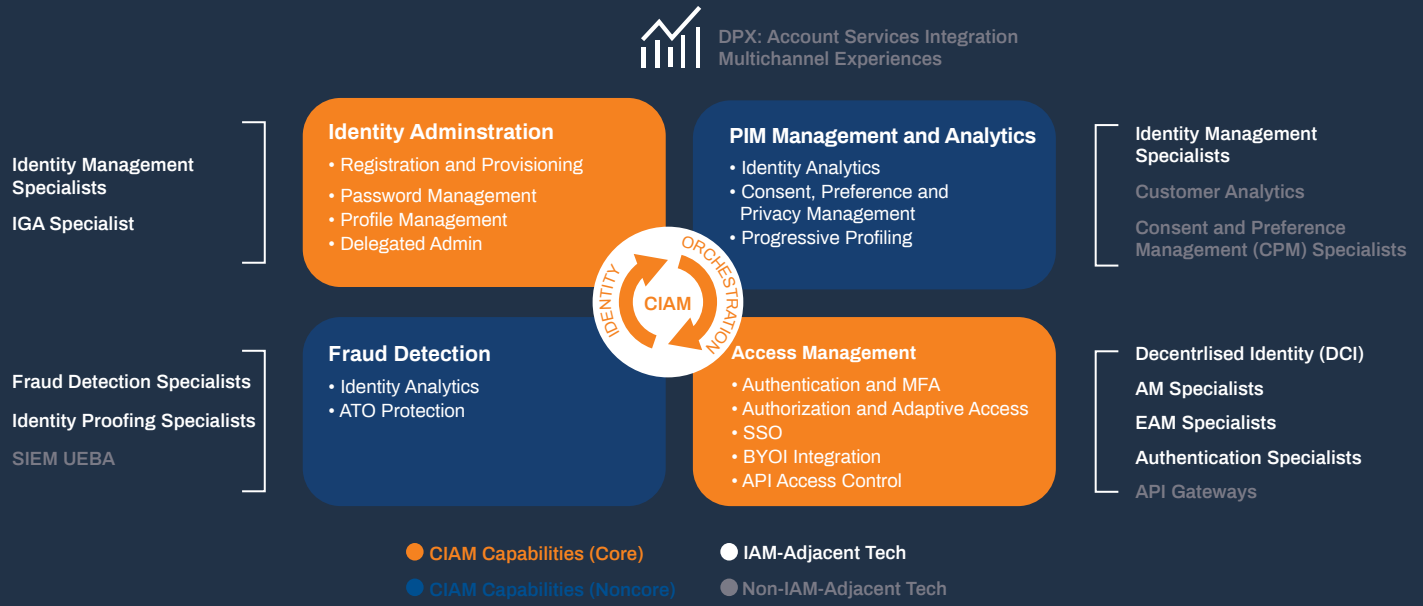 DPX: Account Services Integration
Multichannel Experiences
Identity Management
Specialists
IGA Specialist
Identity Adminstration
• Registration and Provisioning
• Password Management
• Profile Management
• Delegated Admin
PIM Management and Analytics
• Identity Analytics
• Consent, Preference and
Privacy Management
• Progressive Profiling
Identity Management
Specialists
Customer Analytics
Consent and Preference
Management (CPM) Specialists
IDENTITY
ORCHESTRATION
CIAM
Fraud Detection Specialists
Identity Proofing Specialists
SIEM UEBA
Fraud Detection
• Identity Analytics
• ATO Protection
Access Management
• Authentication and MFA
• Authorization and Adaptive Access
• SSO
• BYOI Integration
• API Access Control
Decentrlised Identity (DCI)
AM Specialists
EAM Specialists
Authentication Specialists
API Gateways
CIAM Capabilities (Core)
IAM-Adjacent Tech
CIAM Capabilities (Noncore)
Non-IAM-Adjacent Tech